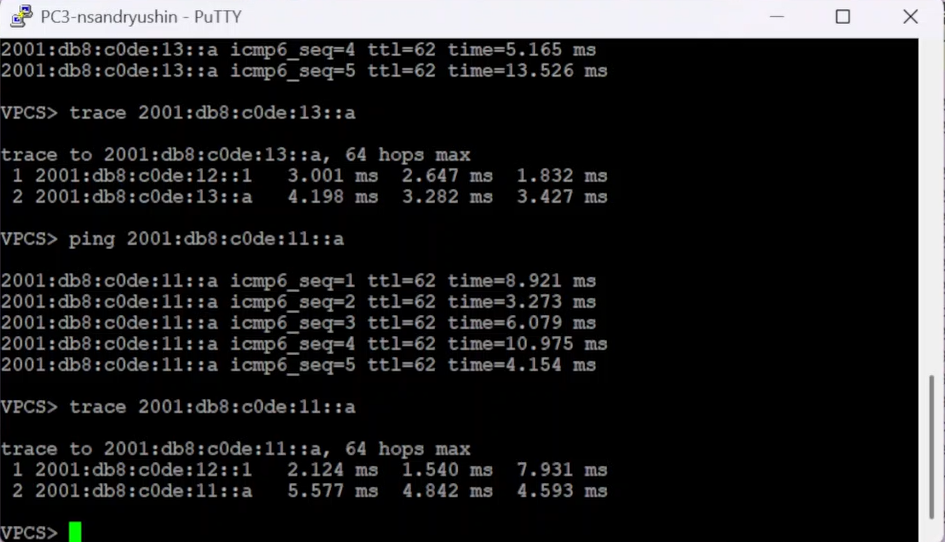 PC3-nsandryushin - PuTTY
2001:db8:c0de:13::a icmp6_seq=4 ttl=62 time=5.165 ms
2001:db8:c0de:13::a icmp6_seq=5 ttl=62 time=13.526 ms
VPCS> trace 2001:db8:c0de:13::a
trace to 2001:db8:c0de:13::a, 64 hops max
1 2001:db8:c0de:12::1 3.001 ms 2.647 ms 1.832 ms
2 2001:db8:c0de:13::a 4.198 ms 3.282 ms 3.427 ms
VPCS> ping 2001:db8:c0de:11::a
2001:db8:c0de:11::a icmp6_seq=1 ttl=62 time=8.921 ms
2001:db8:c0de:11::a icmp6_seq=2 ttl=62 time=3.273 ms
2001:db8:c0de:11::a icmp6_seq=3 ttl=62 time=6.079 ms
2001:db8:c0de:11::a icmp6_seq=4 ttl=62 time=10.975 ms
2001:db8:c0de:11::a icmp6_seq=5 ttl=62 time=4.154 ms
VPCS> trace 2001:db8:c0de:11::a
trace to 2001:db8:c0de:11::a, 64 hops max
1 2001:db8:c0de:12::1 2.124 ms 1.540 ms 7.931 ms
2 2001:db8:c0de:11::a 5.577 ms 4.842 ms 4.593 ms
VPCS>